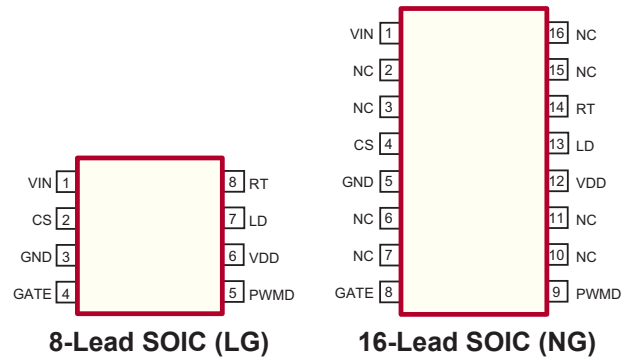 VIN 1
CS 2
GND 3
GATE 4
8 RT
7 LD
6 VDD
5 PWMD
8-Lead SOIC (LG)
VIN 1
NC 2
NC 3
CS 4
GND 5
NC 6
NC 7
GATE 8
16 NC
15 NC
14 RT
13 LD
12 VDD
11 NC
10 NC
9 PWMD
16-Lead SOIC (NG)